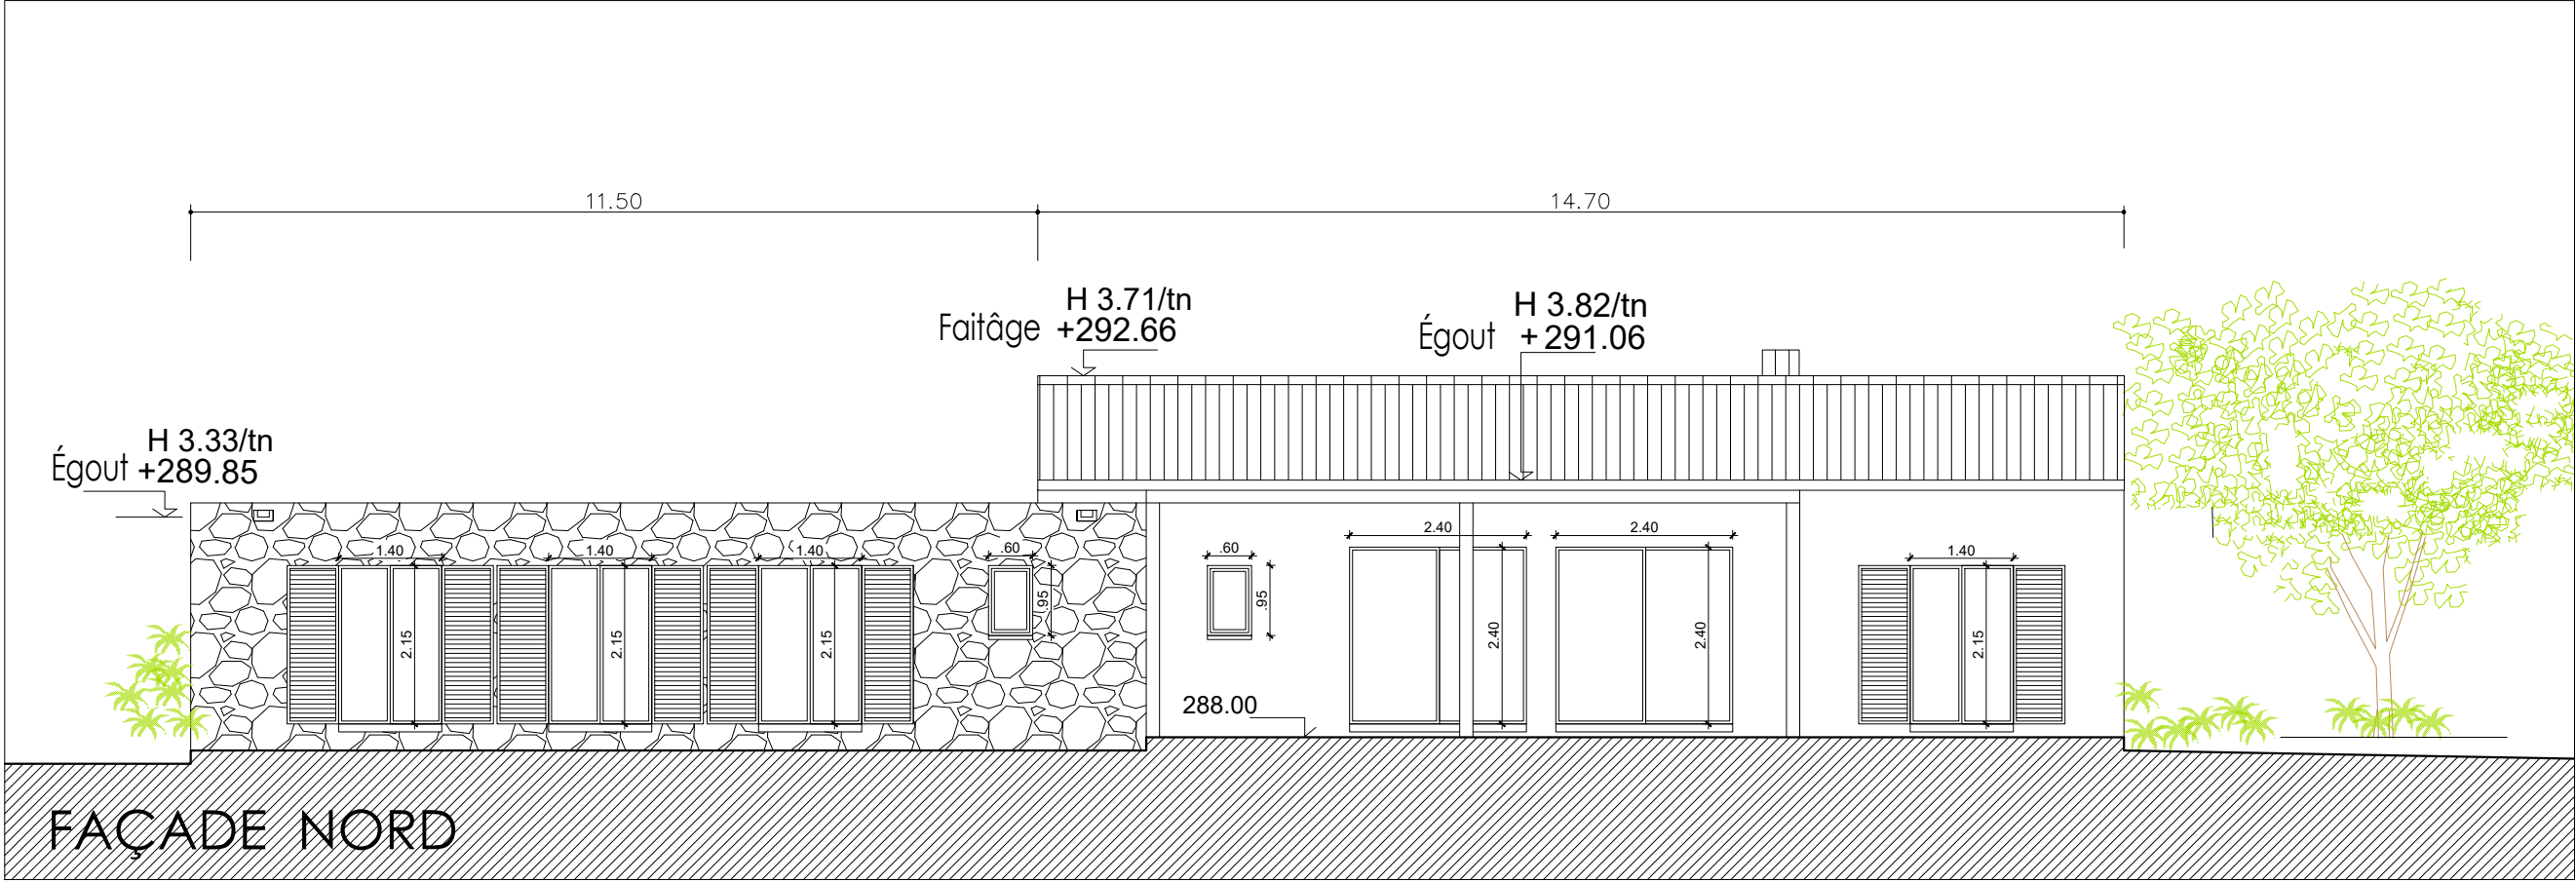 11.50
14.70
H 3.71/tn
Faitâge +292.66
H 3.82/tn
Égout +291.06
H 3.33/tn
Égout +289.85
1.40
1.40
1.40
.60
.60
2.40
2.40
1.40
.95
.95
2.15
2.15
2.15
2.40
2.40
2.15
288.00
FAÇADE NORD